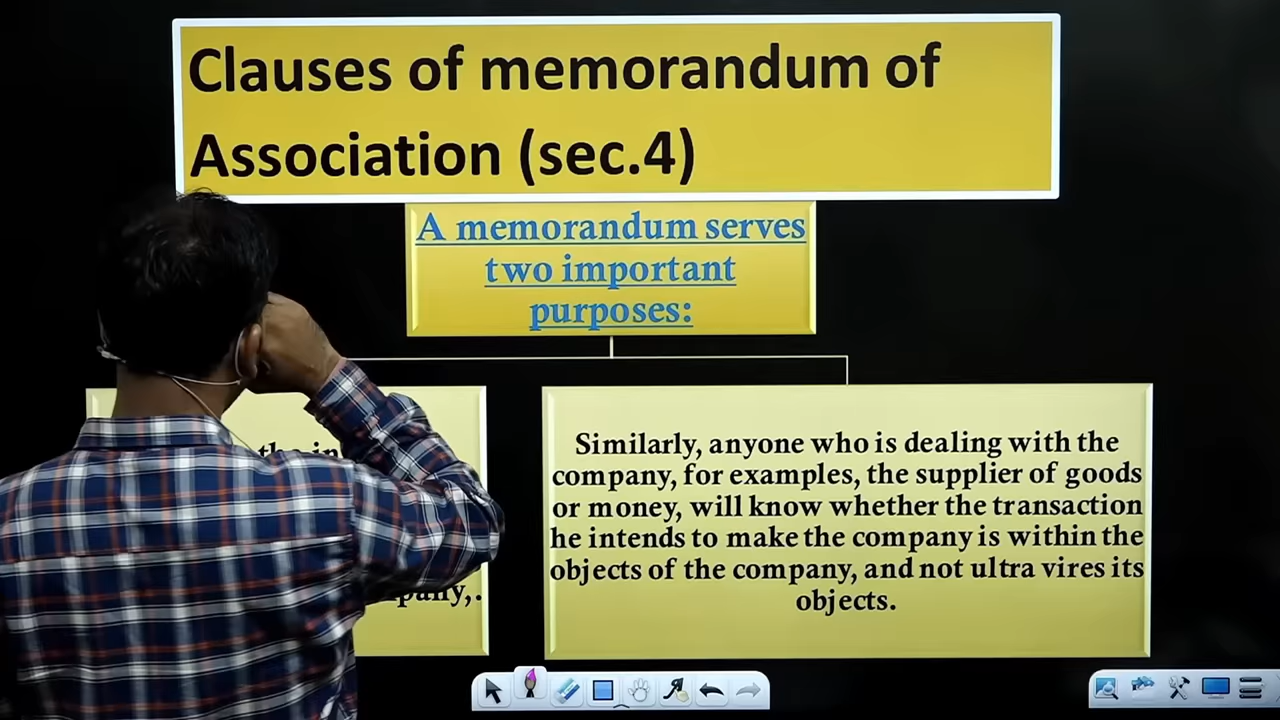 Clauses of memorandum of
Association (sec.4)
A memorandum serves
two important
purposes:
Similarly, anyone who is dealing with the
company, for examples, the supplier of goods
or money, will know whether the transaction
he intends to make the company is within the
objects of the company, and not ultra vires its
objects.